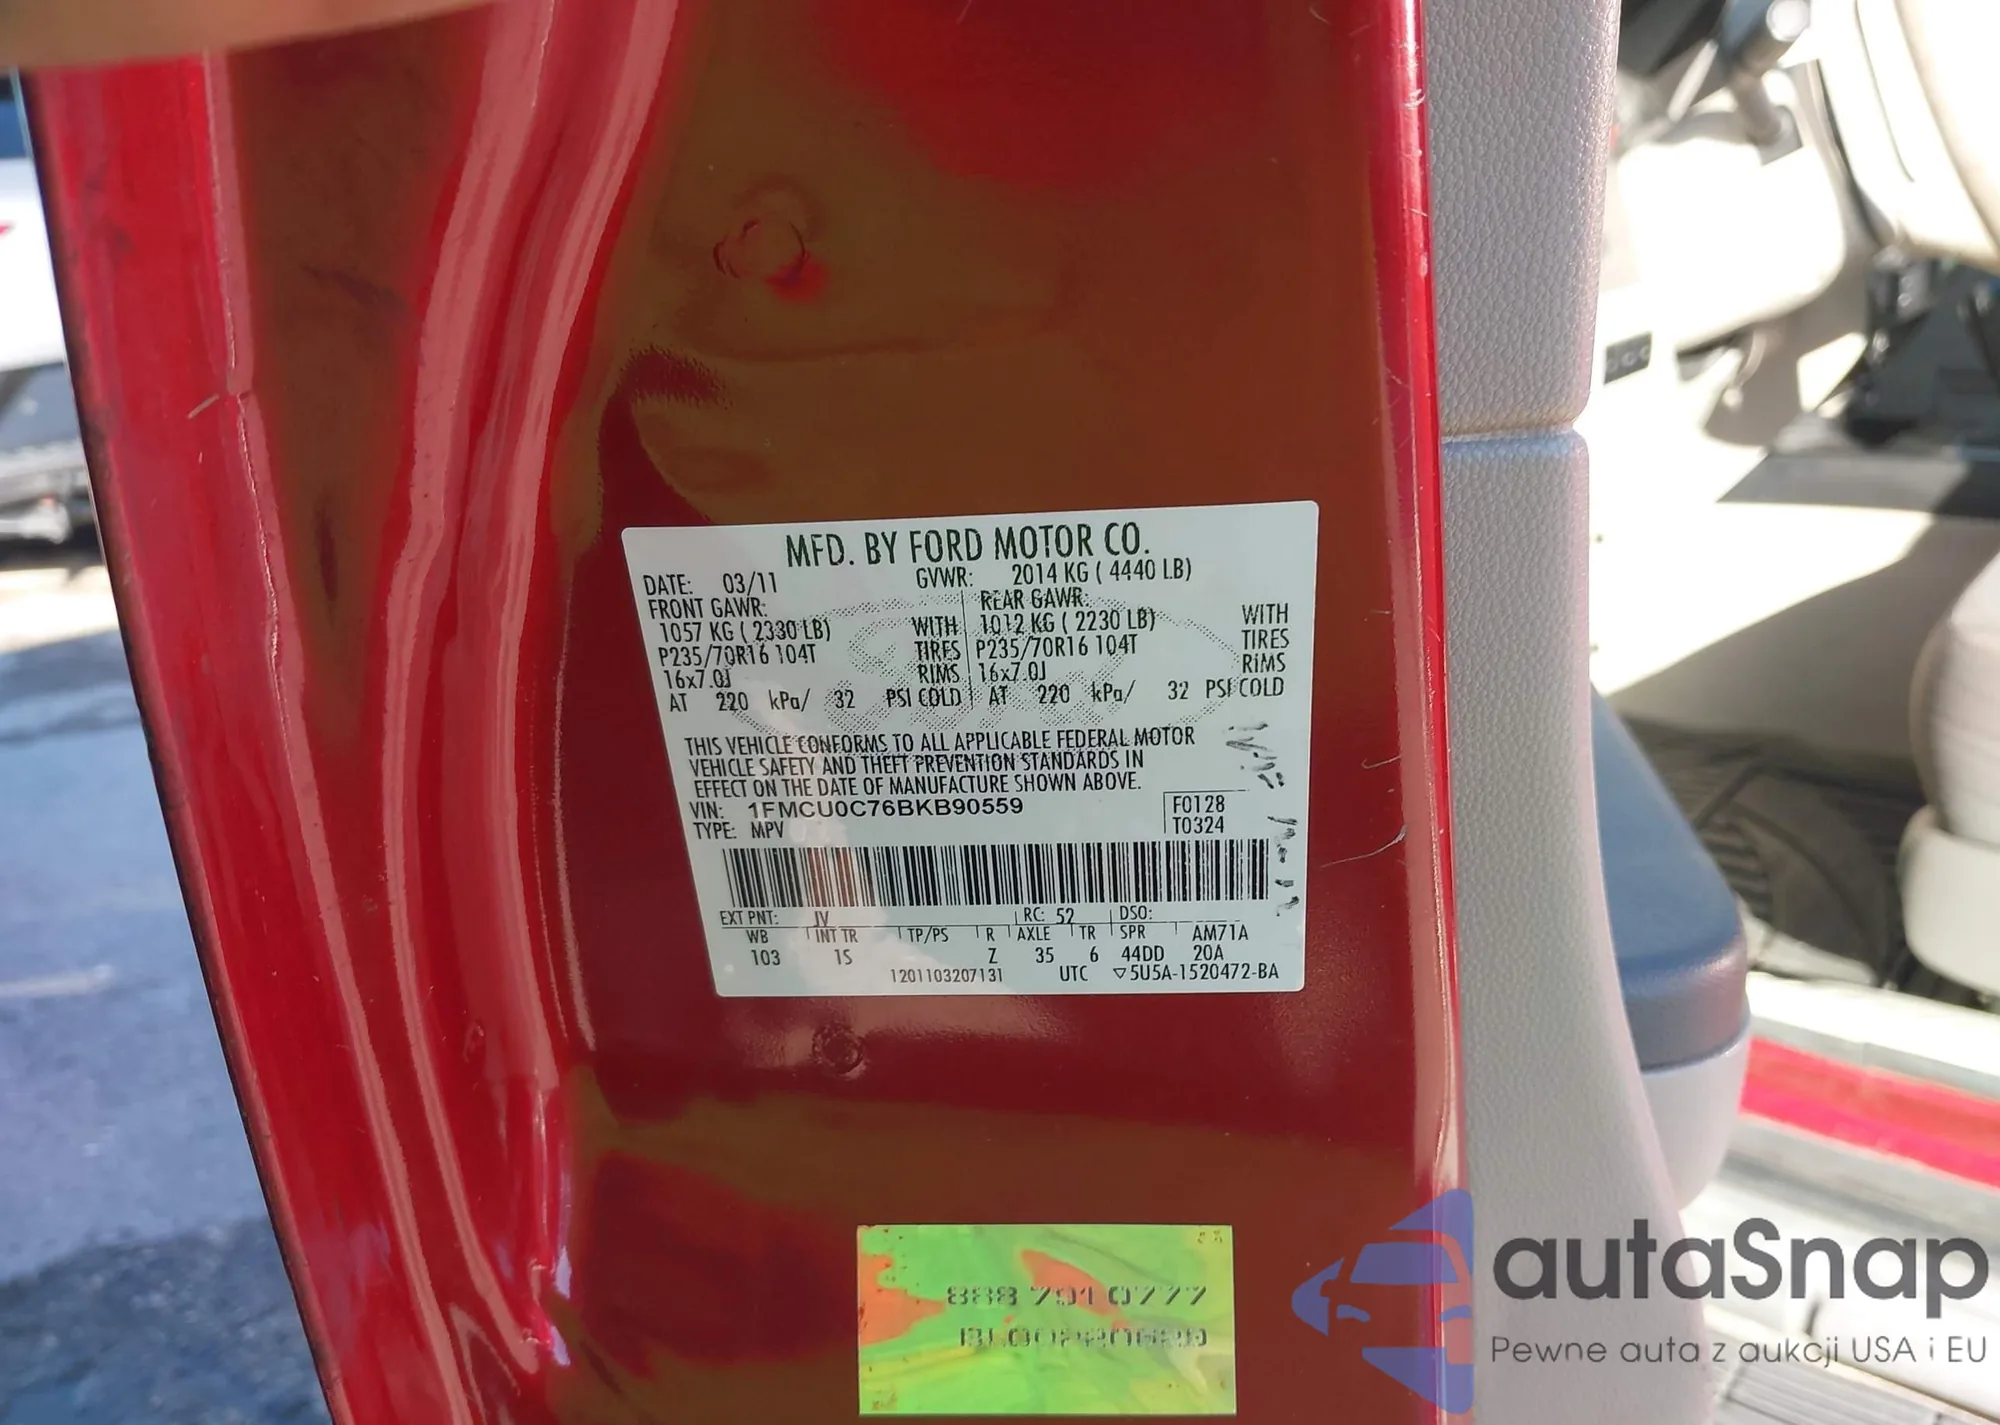 MFD. BY FORD MOTOR CO.
DATE: 03/11 GVWR: 2014 KG ( 4440 LB)
FRONT GAWR: REAR GAWR:
1057 KG ( 2330 LB) WITH 1012 KG ( 2230 LB) WITH
P235/70R16 104T TIRES P235/70R16 104T TIRES
16x7.0J RIMS 16x7.0J RIMS
AT 220 kPa/ 32 PSI COLD AT 220 kPa/ 32 PSI COLD
THIS VEHICLE CONFORMS TO ALL APPLICABLE FEDERAL MOTOR
VEHICLE SAFETY AND THEFT PREVENTION STANDARDS IN
EFFECT ON THE DATE OF MANUFACTURE SHOWN ABOVE.
VIN: 1FMCU0C76BKB90559 F0128
TYPE: MPV T0324
EXT PNT: JV RC: 52 DSO:
WB INT TR TP/PS R AXLE TR SPR AM71A
103 1S Z 35 6 44DD 20A
1201103207131 UTC ▽5U5A-1520472-BA
888 791 0777
autaSnap
Pewne auta z aukcji USA i EU